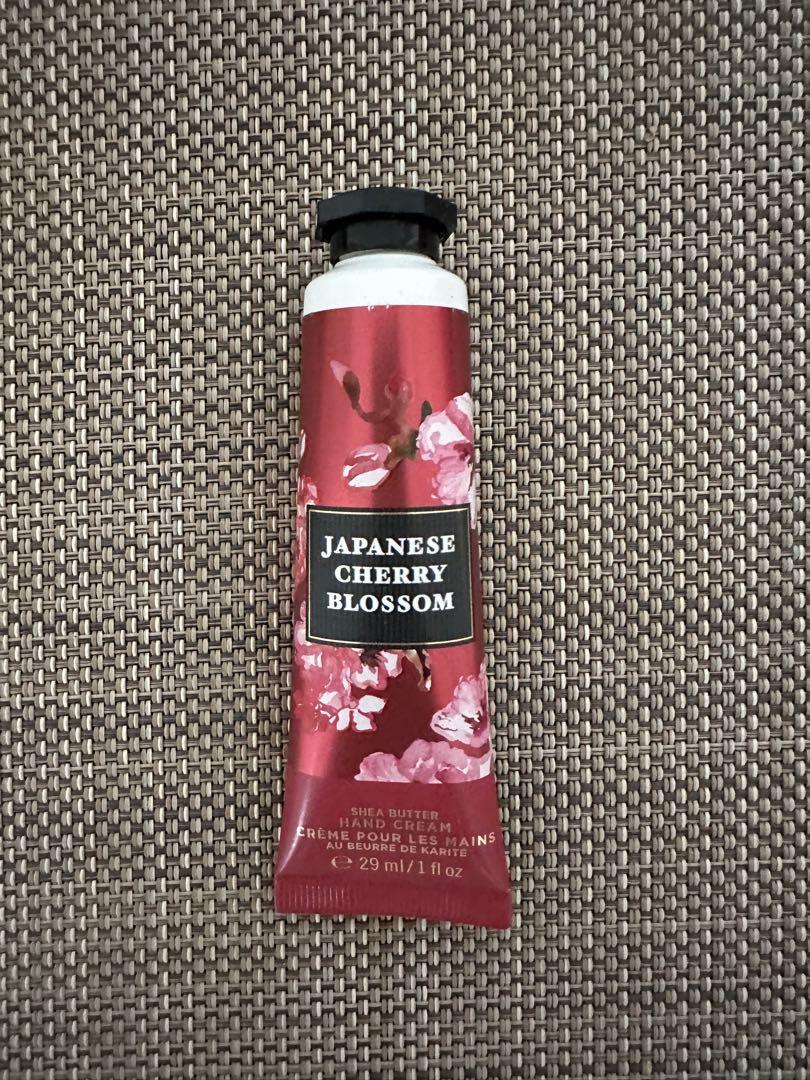 JAPANESE
CHERRY
BLOSSOM
SHEA BUTTER
HAND CREAM
CRÈME POUR LES MAINS
AU BEURRE DE KARITÉ
℮ 29 ml/1 fl oz